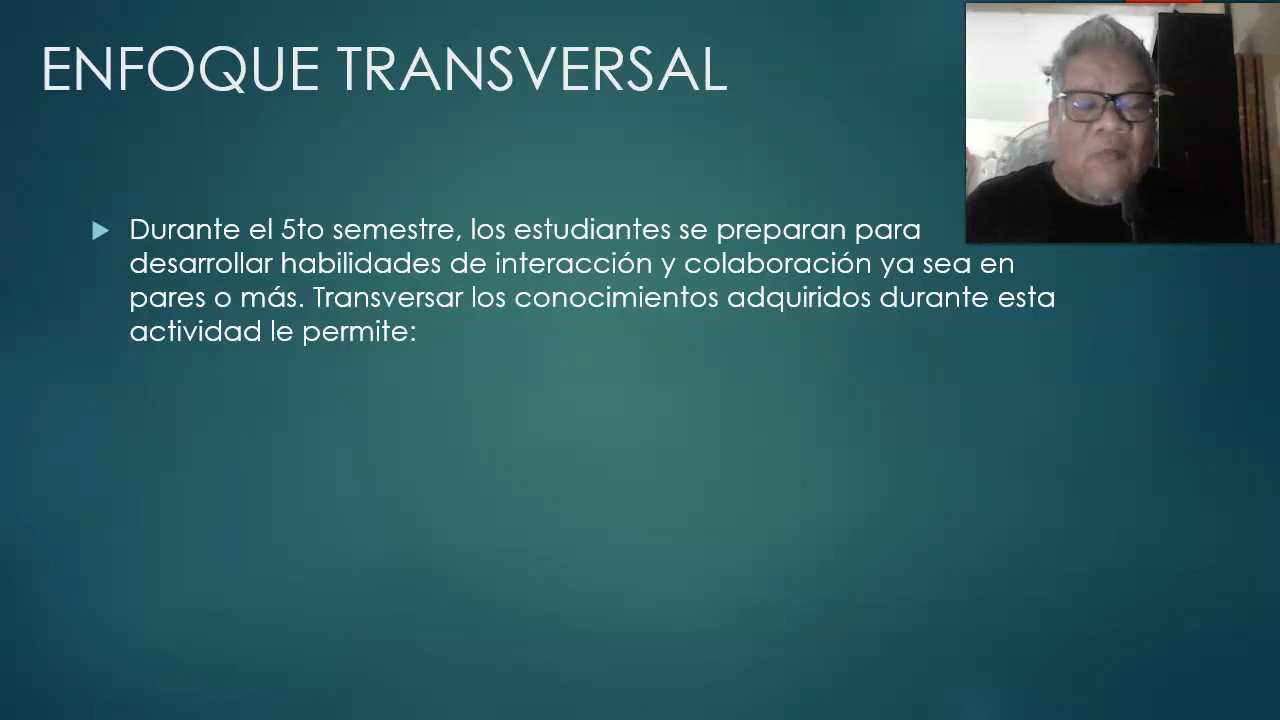 ENFOQUE TRANSVERSAL
Durante el 5to semestre, los estudiantes se preparan para
desarrollar habilidades de interacción y colaboración ya sea en
pares o más. Transversar los conocimientos adquiridos durante esta
actividad le permite: